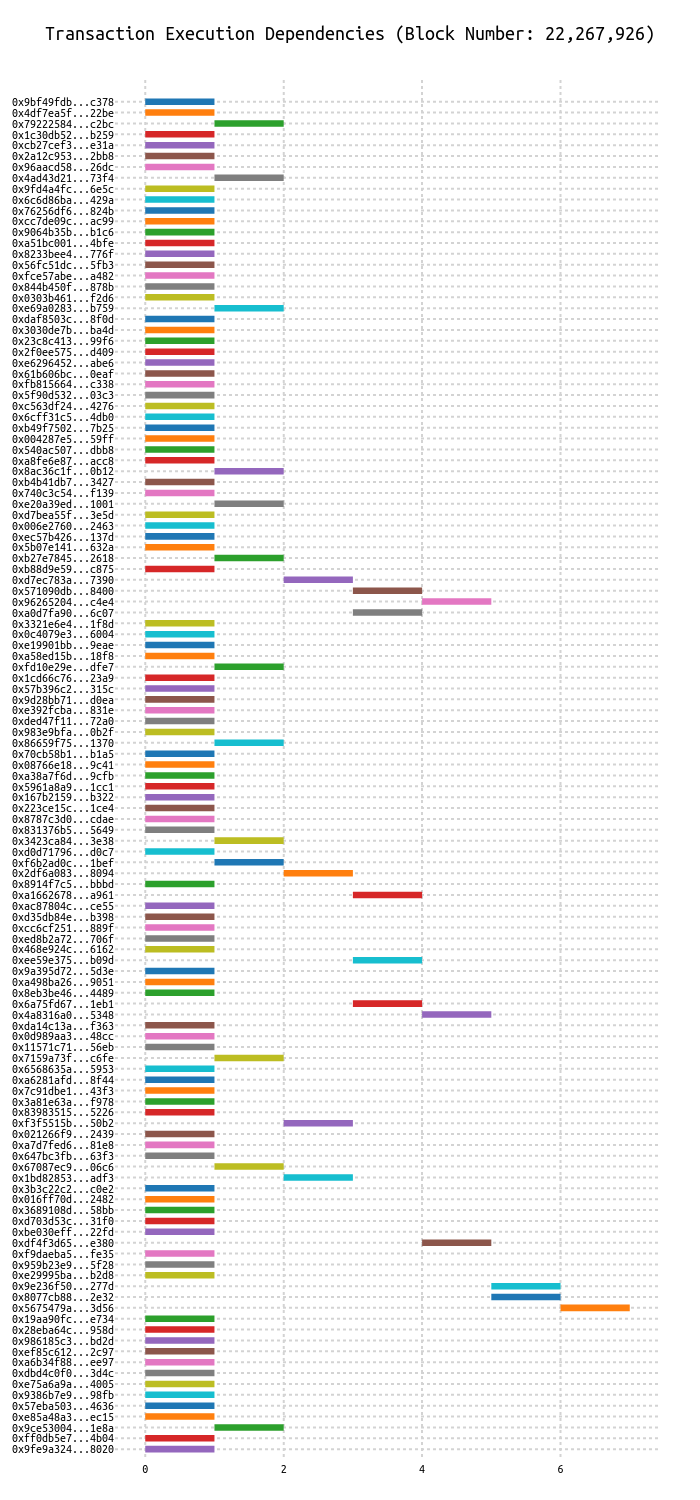 Transaction Execution Dependencies (Block Number: 22,267,926)
0x9bf49fdb...c378
0x4df7ea5f...22be
0x79222584...c2bc
0x1c30db52...b259
0xcb27cef3...e31a
0x2a12c953...2bb8
0x96aacd58...26dc
0x4ad43d21...73f4
0x9fd4a4fc...6e5c
0x6c6d86ba...429a
0x76256df6...824b
0xcc7de09c...ac99
0x9064b35b...b1c6
0xa51bc001...4bfe
0x8233bee4...776f
0x56fc51dc...5fb3
0xfce57abe...a482
0x844b450f...878b
0x0303b461...f2d6
0xe69a0283...b759
0xdaf8503c...8f0d
0x3030de7b...ba4d
0x23c8c413...99f6
0x2f0ee575...d409
0xe6296452...abe6
0x61b606bc...0eaf
0xfb815664...c338
0x5f90d532...03c3
0xc563df24...4276
0x6cff31c5...4db0
0xb49f7502...7b25
0x004287e5...59ff
0x540ac507...dbb8
0xa8fe6e87...acc8
0x8ac36c1f...0b12
0xb4b41db7...3427
0x740c3c54...f139
0xe20a39ed...1001
0xd7bea55f...3e5d
0x006e2760...2463
0xec57b426...137d
0x5b07e141...632a
0xb27e7845...2618
0xb88d9e59...c875
0xd7ec783a...7390
0x571090db...8400
0x96265204...c4e4
0xa0d7fa90...6c07
0x3321e6e4...1f8d
0x0c4079e3...6004
0xe19901bb...9eae
0xa58ed15b...18f8
0xfd10e29e...dfe7
0x1cd66c76...23a9
0x57b396c2...315c
0x9d28bb71...d0ea
0xe392fcba...831e
0xded47f11...72a0
0x983e9bfa...0b2f
0x86659f75...1370
0x70cb58b1...b1a5
0x08766e18...9c41
0xa38a7f6d...9cfb
0x5961a8a9...1cc1
0x167b2159...b322
0x223ce15c...1ce4
0x8787c3d0...cdae
0x831376b5...5649
0x3423ca84...3e38
0xd0d71796...d0c7
0xf6b2ad0c...1bef
0x2df6a083...8094
0x8914f7c5...bbbd
0xa1662678...a961
0xac87804c...ce55
0xd35db84e...b398
0xcc6cf251...889f
0xed8b2a72...706f
0x468e924c...6162
0xee59e375...b09d
0x9a395d72...5d3e
0xa498ba26...9051
0x8eb3be46...4489
0x6a75fd67...1eb1
0x4a8316a0...5348
0xda14c13a...f363
0x0d989aa3...48cc
0x11571c71...56eb
0x7159a73f...c6fe
0x6568635a...5953
0xa6281afd...8f44
0x7c91dbe1...43f3
0x3a81e63a...f978
0x83983515...5226
0xf3f5515b...50b2
0x021266f9...2439
0xa7d7fed6...81e8
0x647bc3fb...63f3
0x67087ec9...06c6
0x1bd82853...adf3
0x3b3c22c2...c0e2
0x016ff70d...2482
0x3689108d...58bb
0xd703d53c...31f0
0xbe030eff...22fd
0xdf4f3d65...e380
0xf9daeba5...fe35
0x959b23e9...5f28
0xe29995ba...b2d8
0x9e236f50...277d
0x8077cb88...2e32
0x5675479a...3d56
0x19aa90fc...e734
0x28eba64c...958d
0x986185c3...bd2d
0xef85c612...2c97
0xa6b34f88...ee97
0xdbd4c0f0...3d4c
0xe75a6a9a...4005
0x9386b7e9...98fb
0x57eba503...4636
0xe85a48a3...ec15
0x9ce53004...1e8a
0xff0db5e7...4b04
0x9fe9a324...8020
0 2 4 6